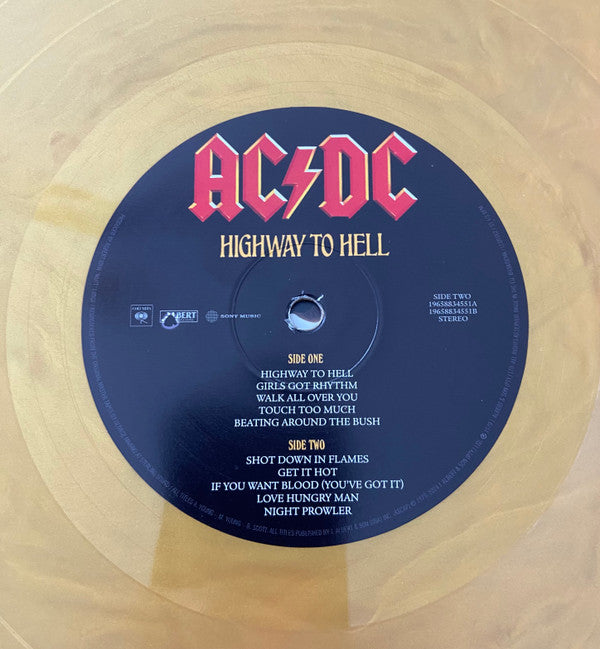 AC⚡DC
HIGHWAY TO HELL
COLUMBIA
SONY MUSIC
SIDE TWO
19658834551A
19658834551B
STEREO
SIDE ONE
HIGHWAY TO HELL
GIRLS GOT RHYTHM
WALK ALL OVER YOU
TOUCH TOO MUCH
BEATING AROUND THE BUSH
SIDE TWO
SHOT DOWN IN FLAMES
GET IT HOT
IF YOU WANT BLOOD (YOU'VE GOT IT)
LOVE HUNGRY MAN
NIGHT PROWLER